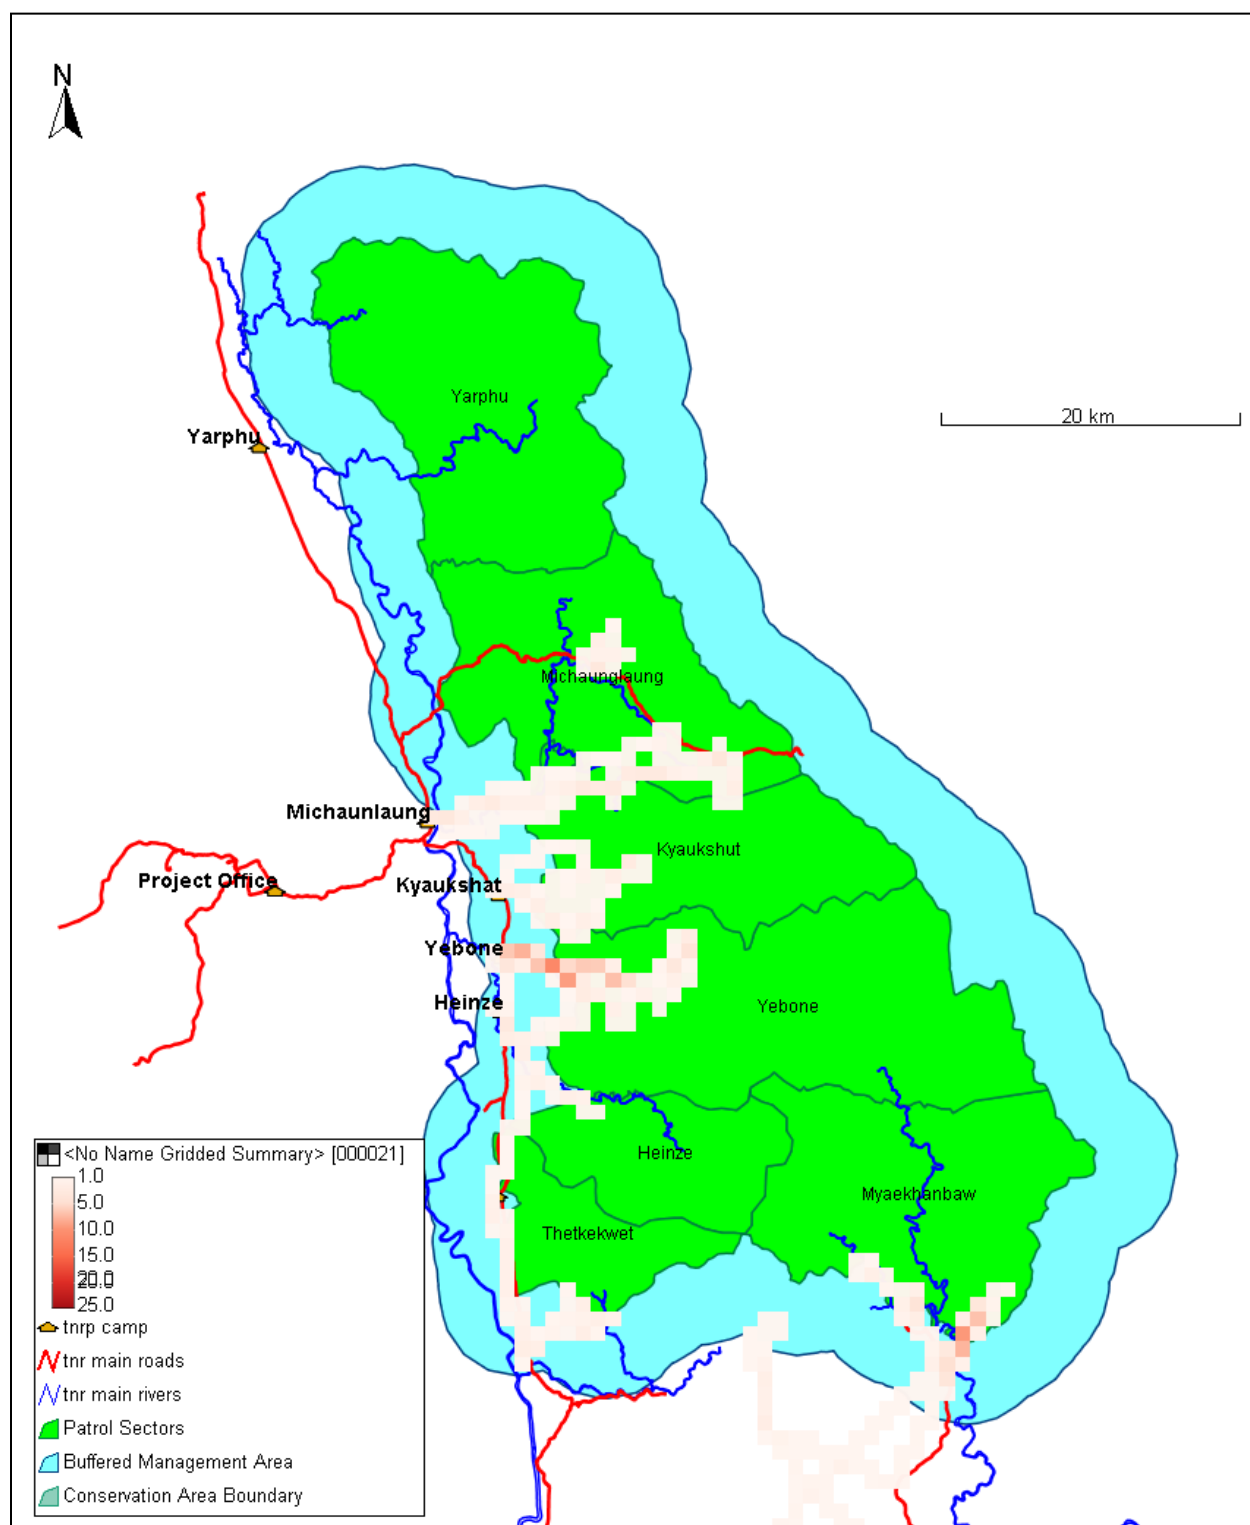 N
Yarphu
20 km
Yarphu
Michaunglaung
Michaunlaung
Kyaukshut
Project Office
Kyaukshat
Yebone
Heinze
Yebone
Heinze
Myaekhanbaw
Thetkekwet
<No Name Gridded Summary> [000021]
1.0
5.0
10.0
15.0
20.0
25.0
tnrp camp
tnr main roads
tnr main rivers
Patrol Sectors
Buffered Management Area
Conservation Area Boundary